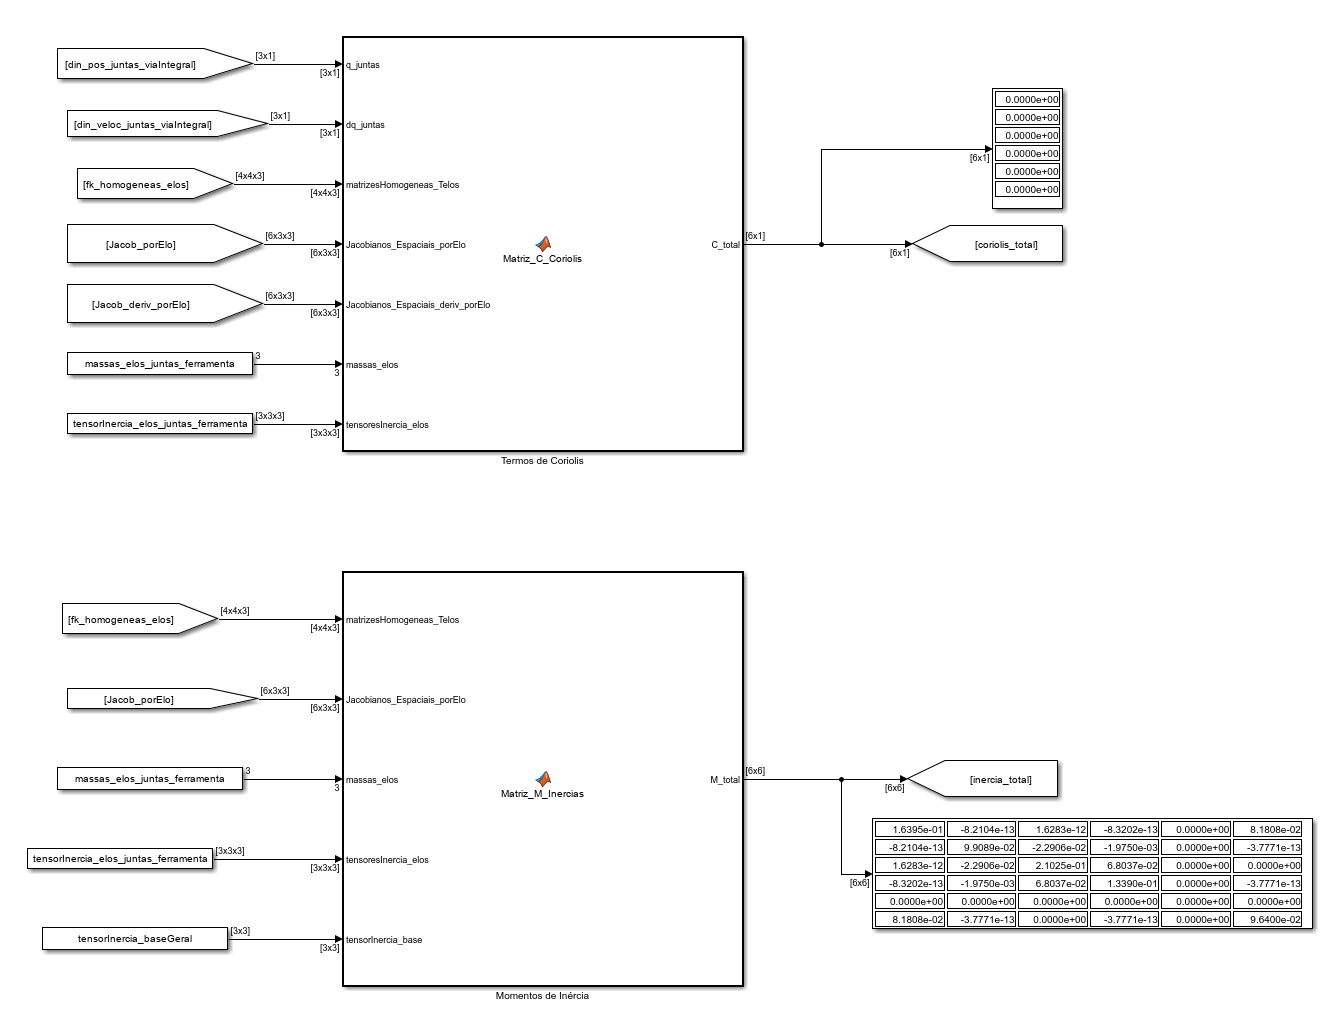 [din_pos_juntas_viaIntegral]
[3x1]
[3x1]
q_juntas
[din_veloc_juntas_viaIntegral]
[3x1]
[3x1]
dq_juntas
[fk_homogeneas_elos]
[4x4x3]
[4x4x3]
matrizesHomogeneas_Telos
[Jacob_porElo]
[6x3x3]
[6x3x3]
Jacobianos_Espaciais_porElo
[Jacob_deriv_porElo]
[6x3x3]
[6x3x3]
Jacobianos_Espaciais_deriv_porElo
massas_elos_juntas_ferramenta
3
3
massas_elos
tensorInercia_elos_juntas_ferramenta
[3x3x3]
[3x3x3]
tensoresInercia_elos
Matriz_C_Coriolis
C_total
[6x1]
[6x1]
0.0000e+00
0.0000e+00
0.0000e+00
0.0000e+00
0.0000e+00
0.0000e+00
[6x1]
[coriolis_total]
Termos de Coriolis
[fk_homogeneas_elos]
[4x4x3]
[4x4x3]
matrizesHomogeneas_Telos
[Jacob_porElo]
[6x3x3]
[6x3x3]
Jacobianos_Espaciais_porElo
massas_elos_juntas_ferramenta
3
3
massas_elos
tensorInercia_elos_juntas_ferramenta
[3x3x3]
[3x3x3]
tensoresInercia_elos
tensorInercia_baseGeral
[3x3]
[3x3]
tensorInercia_base
Matriz_M_Inercias
M_total
[6x6]
[6x6]
[inercia_total]
[6x6]
1.6395e-01 -8.2104e-13 1.6283e-12 -8.3202e-13 0.0000e+00 8.1808e-02
-8.2104e-13 9.9089e-02 -2.2906e-02 -1.9750e-03 0.0000e+00 -3.7771e-13
1.6283e-12 -2.2906e-02 2.1025e-01 6.8037e-02 0.0000e+00 0.0000e+00
-8.3202e-13 -1.9750e-03 6.8037e-02 1.3390e-01 0.0000e+00 -3.7771e-13
0.0000e+00 0.0000e+00 0.0000e+00 0.0000e+00 0.0000e+00 0.0000e+00
8.1808e-02 -3.7771e-13 0.0000e+00 -3.7771e-13 0.0000e+00 9.6400e-02
Momentos de Inércia